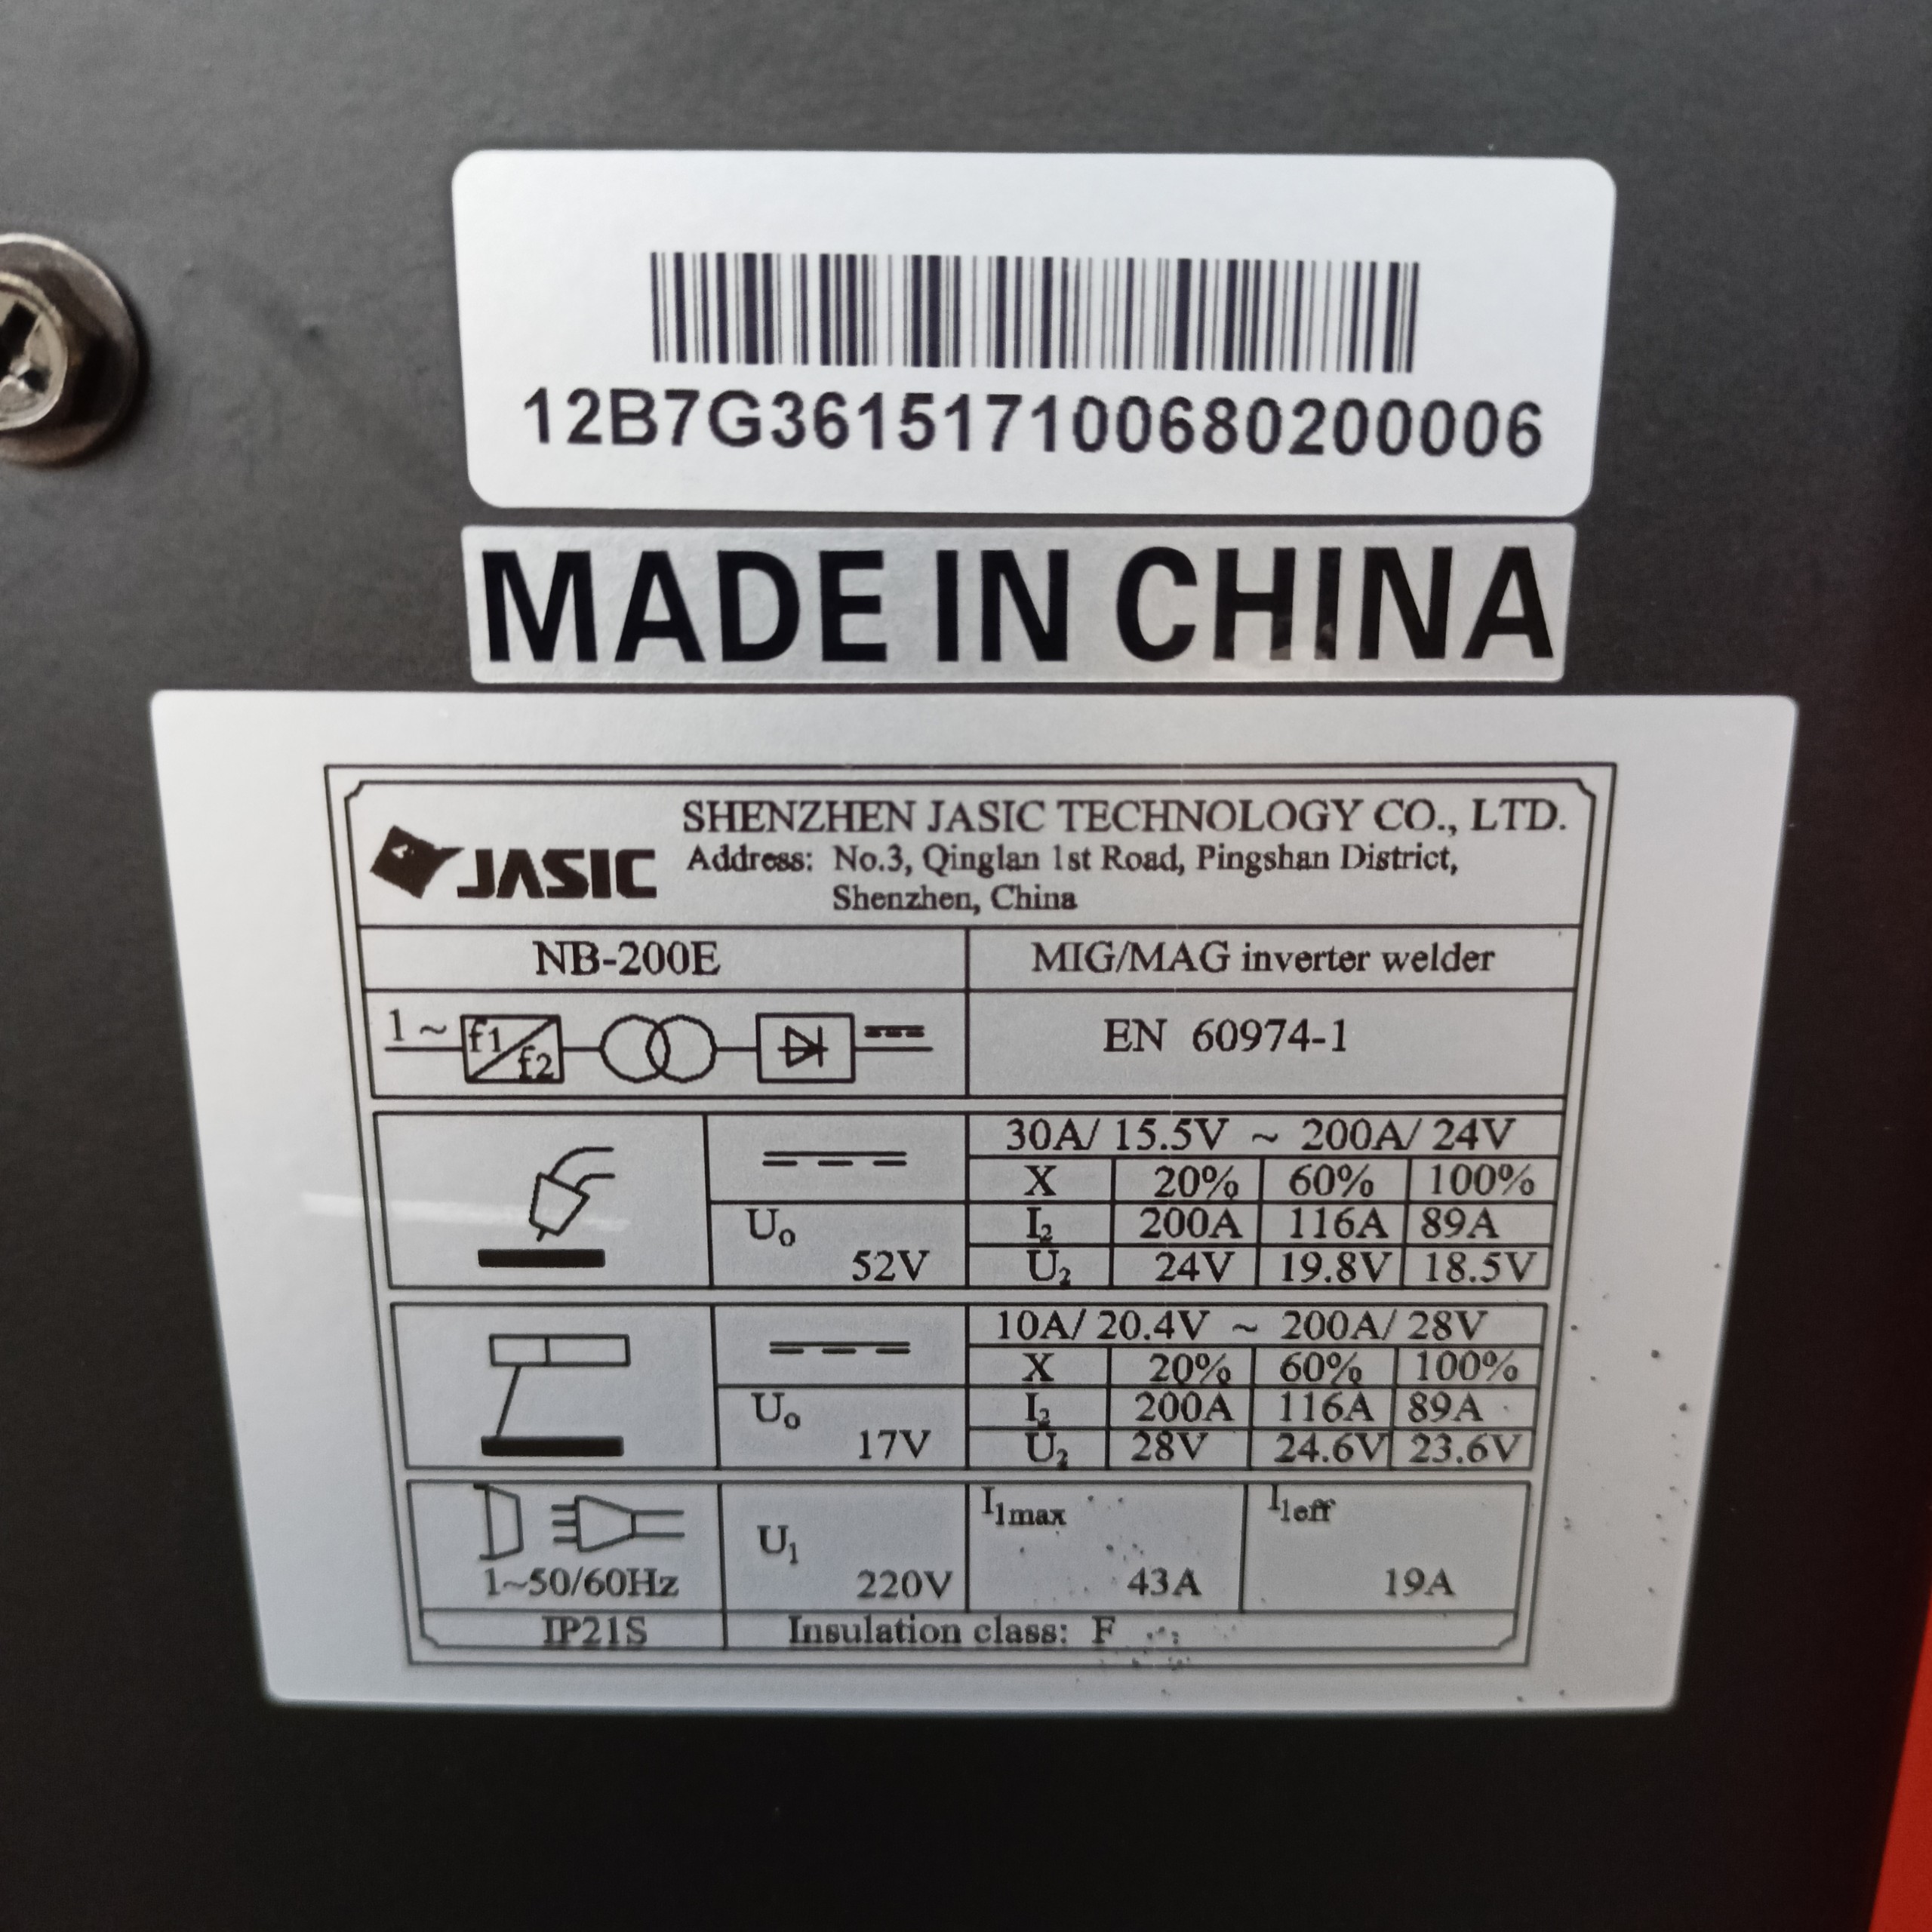 12B7G361517100680200006
MADE IN CHINA
JASIC
SHENZHEN JASIC TECHNOLOGY CO., LTD.
Address: No.3, Qinglan 1st Road, Pingshan District,
Shenzhen, China
NB-200E MIG/MAG inverter welder
1~ f1 f2 EN 60974-1
30A/ 15.5V ~ 200A/ 24V
X 20% 60% 100%
U₀ 52V
I₂ 200A 116A 89A
U₂ 24V 19.8V 18.5V
10A/ 20.4V ~ 200A/ 28V
X 20% 60% 100%
U₀ 17V
I₂ 200A 116A 89A
U₂ 28V 24.6V 23.6V
1~50/60Hz
U₁ 220V
I₁max 43A
I₁eff 19A
IP21S Insulation class: F